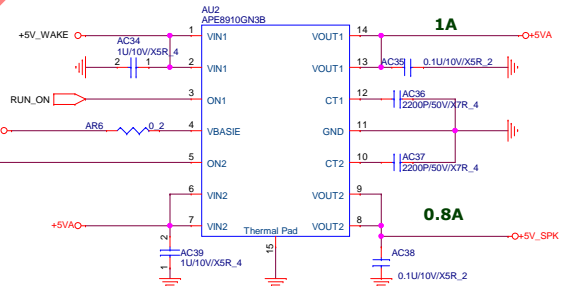 AU2
APE8910GN3B
+5V_WAKE
1
VIN1
VOUT1
14
1A
+5VA
AC34
1U/10V/X5R_4
2
1
2
VIN1
VOUT1
13
AC35
0.1U/10V/X5R_2
RUN_ON
3
ON1
CT1
12
AC36
2200P/50V/X7R_4
AR6
0_2
4
VBASIE
GND
11
5
ON2
CT2
10
AC37
2200P/50V/X7R_4
6
VIN2
VOUT2
9
+5VA
7
VIN2
VOUT2
8
0.8A
Thermal Pad
+5V_SPK
2
1
AC39
1U/10V/X5R_4
15
AC38
0.1U/10V/X5R_2